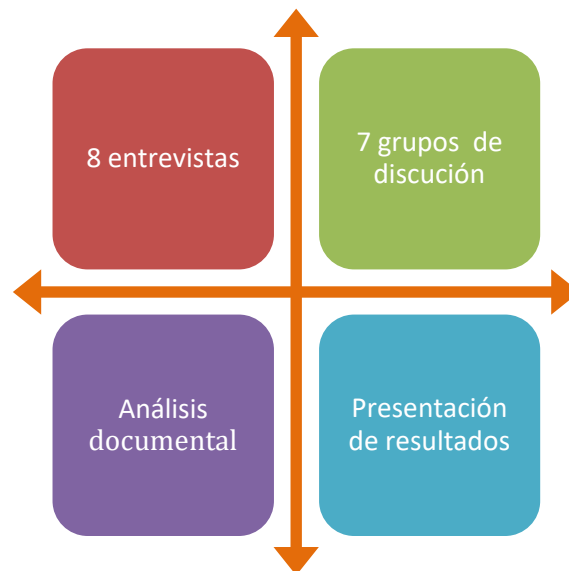 8 entrevistas
7 grupos de
discución
Análisis
documental
Presentación
de resultados